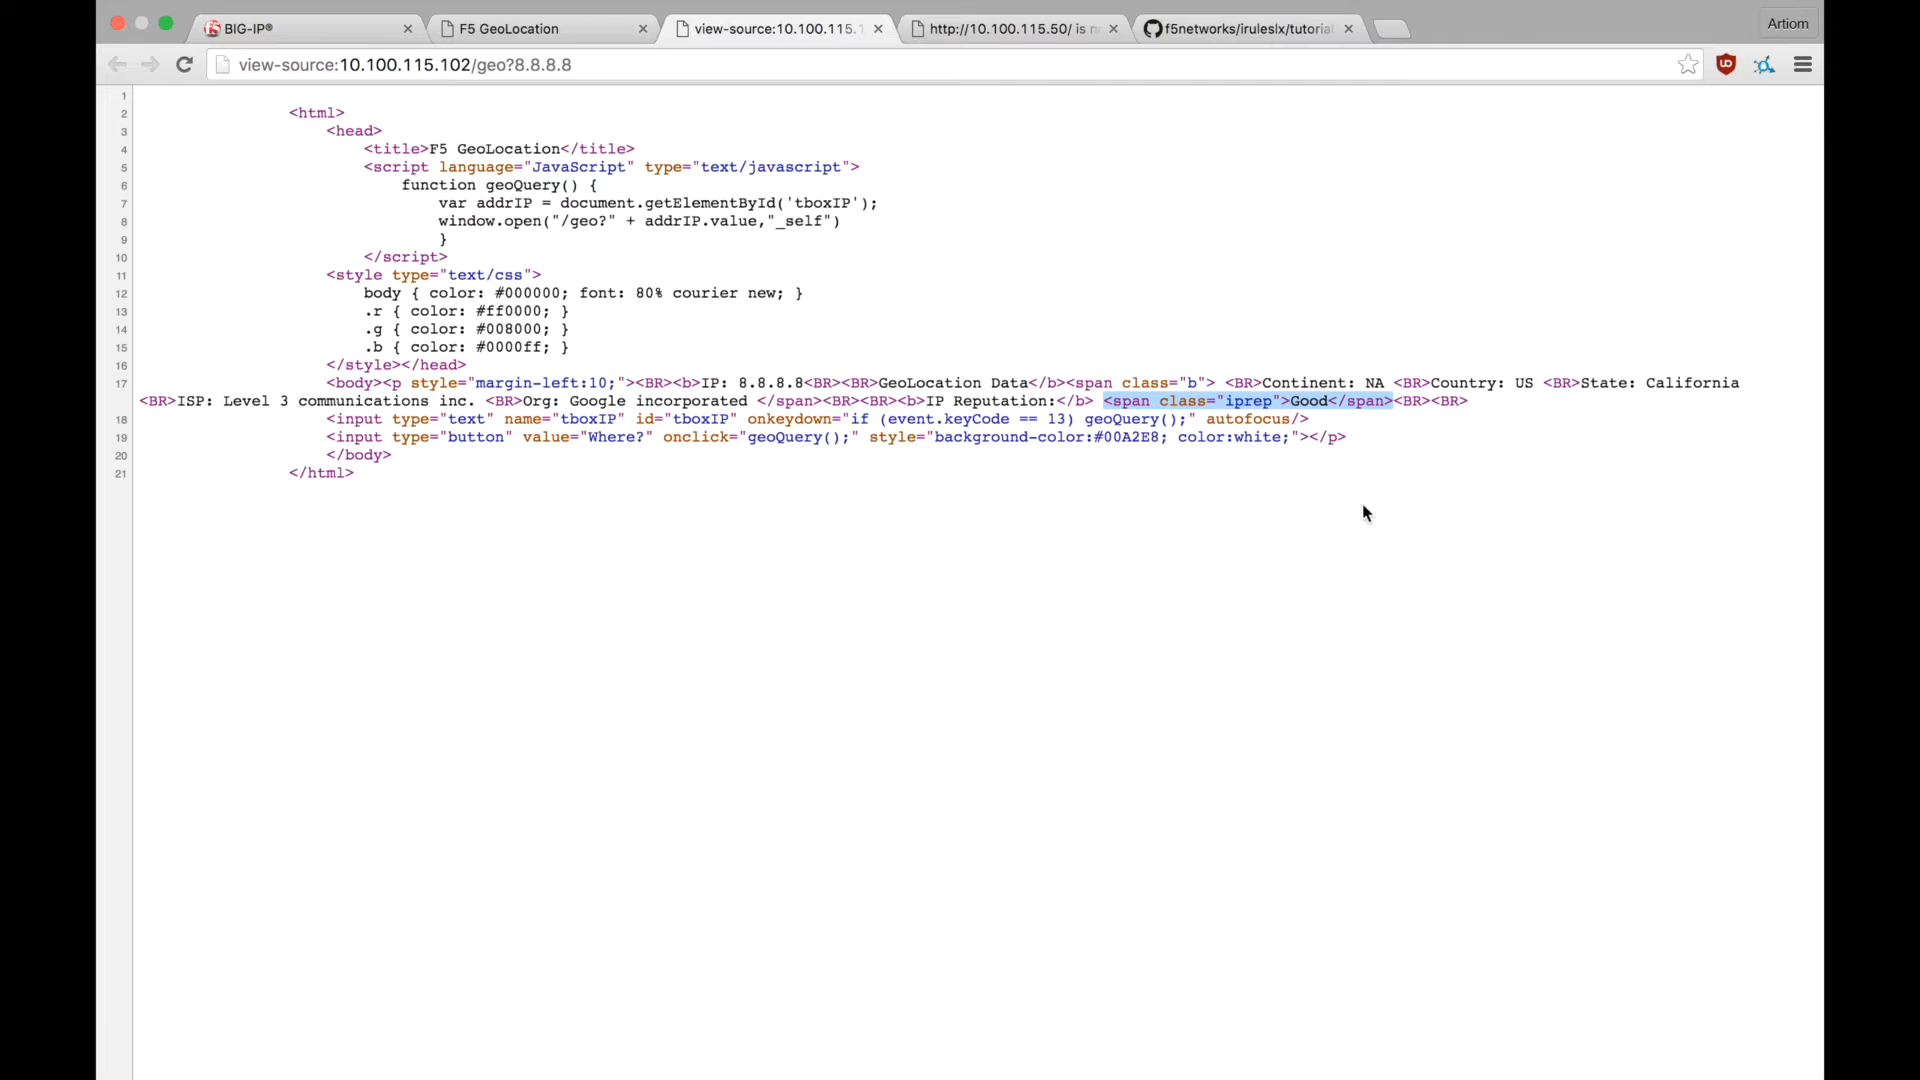 BIG-IP®
F5 GeoLocation
view-source:10.100.115.1
http://10.100.115.50/ is n
f5networks/iruleslx/tutorial
Artiom
view-source:10.100.115.102/geo?8.8.8.8
1
2 <html>
3 <head>
4 <title>F5 GeoLocation</title>
5 <script language="JavaScript" type="text/javascript">
6 function geoQuery() {
7 var addrIP = document.getElementById('tboxIP');
8 window.open("/geo?" + addrIP.value,"_self")
9 }
10 </script>
11 <style type="text/css">
12 body { color: #000000; font: 80% courier new; }
13 .r { color: #ff0000; }
14 .g { color: #008000; }
15 .b { color: #0000ff; }
16 </style></head>
17 <body><p style="margin-left:10;"><BR><b>IP: 8.8.8.8<BR><BR>GeoLocation Data</b><span class="b"> <BR>Continent: NA <BR>Country: US <BR>State: California
<BR>ISP: Level 3 communications inc. <BR>Org: Google incorporated </span><BR><BR><b>IP Reputation:</b> <span class="iprep">Good</span><BR><BR>
18 <input type="text" name="tboxIP" id="tboxIP" onkeydown="if (event.keyCode == 13) geoQuery();" autofocus/>
19 <input type="button" value="Where?" onclick="geoQuery();" style="background-color:#00A2E8; color:white;"></p>
20 </body>
21 </html>